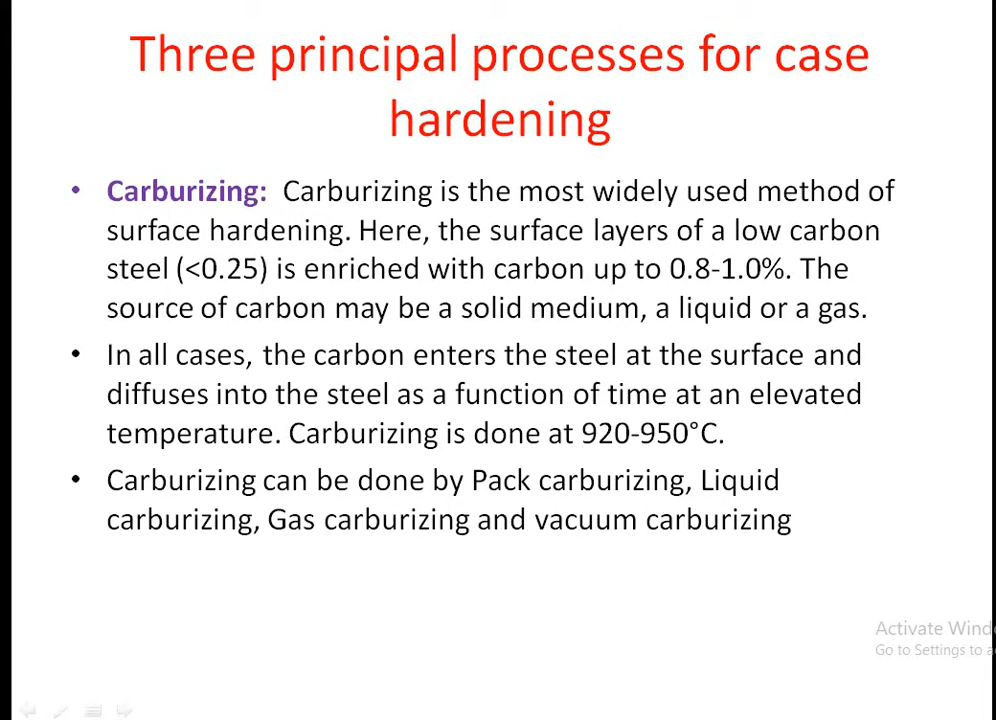 Three principal processes for case
hardening
• Carburizing: Carburizing is the most widely used method of
surface hardening. Here, the surface layers of a low carbon
steel (<0.25) is enriched with carbon up to 0.8-1.0%. The
source of carbon may be a solid medium, a liquid or a gas.
• In all cases, the carbon enters the steel at the surface and
diffuses into the steel as a function of time at an elevated
temperature. Carburizing is done at 920-950°C.
• Carburizing can be done by Pack carburizing, Liquid
carburizing, Gas carburizing and vacuum carburizing
Activate Wind
Go to Settings to a